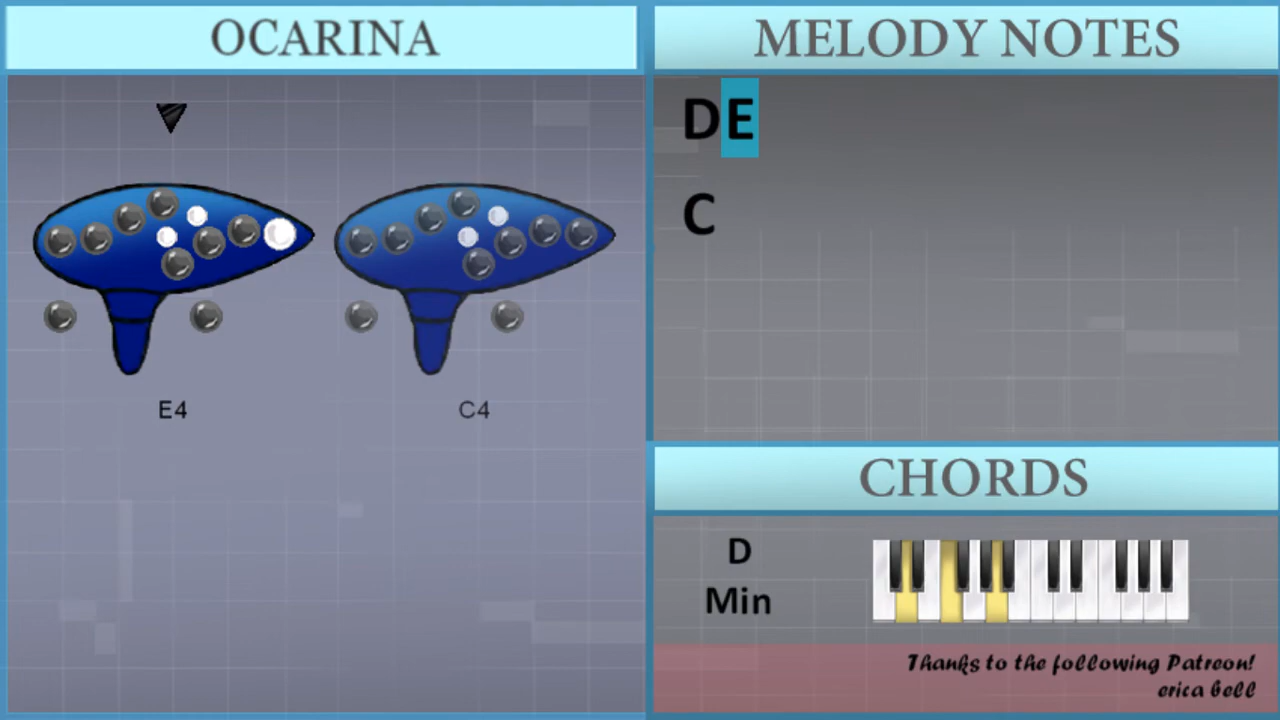 OCARINA
E4
C4
MELODY NOTES
DE
C
CHORDS
D
Min
Thanks to the following Patreon!
erica bell